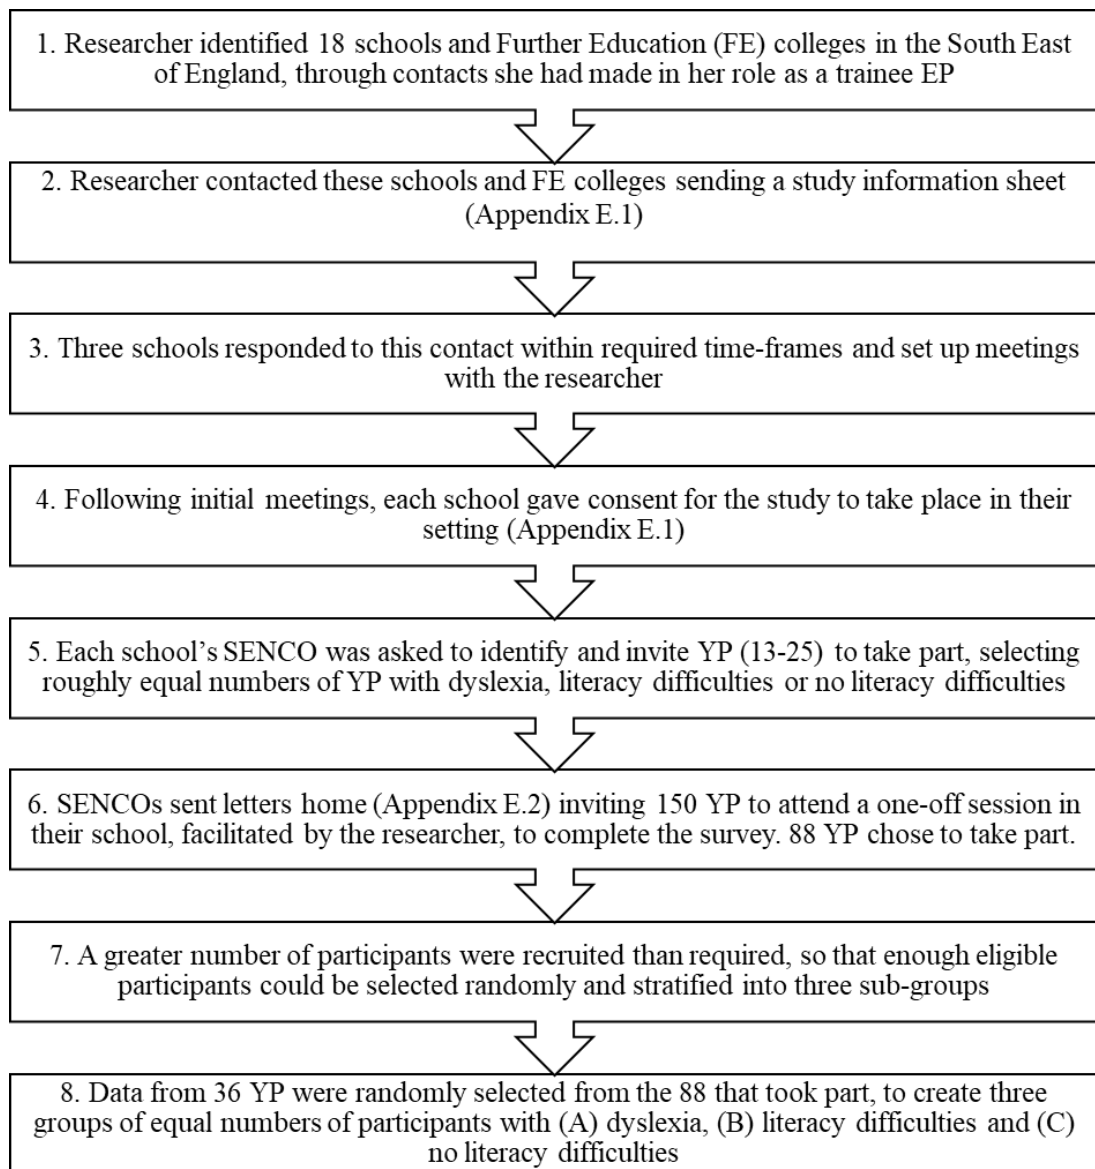 1. Researcher identified 18 schools and Further Education (FE) colleges in the South East
of England, through contacts she had made in her role as a trainee EP
2. Researcher contacted these schools and FE colleges sending a study information sheet
(Appendix E.1)
3. Three schools responded to this contact within required time-frames and set up meetings
with the researcher
4. Following initial meetings, each school gave consent for the study to take place in their
setting (Appendix E.1)
5. Each school’s SENCO was asked to identify and invite YP (13-25) to take part, selecting
roughly equal numbers of YP with dyslexia, literacy difficulties or no literacy difficulties
6. SENCOs sent letters home (Appendix E.2) inviting 150 YP to attend a one-off session in
their school, facilitated by the researcher, to complete the survey. 88 YP chose to take part.
7. A greater number of participants were recruited than required, so that enough eligible
participants could be selected randomly and stratified into three sub-groups
8. Data from 36 YP were randomly selected from the 88 that took part, to create three
groups of equal numbers of participants with (A) dyslexia, (B) literacy difficulties and (C)
no literacy difficulties